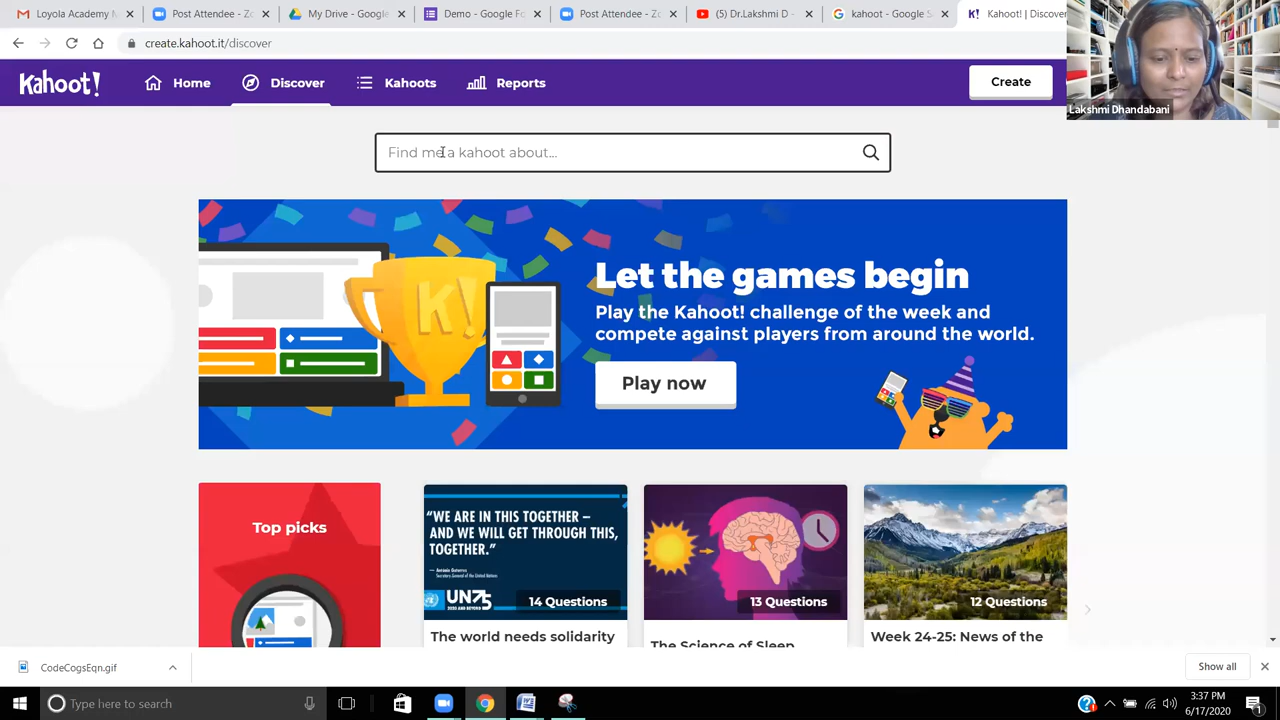 Loyola Academy M
Post Attendee - Zo
My Drive - Google
Demo - Google Fo
Post Attendee - Zo
(5) Dr.Lakshmi D -
kahoot - Google S
Kahoot! | Discover
create.kahoot.it/discover
Kahoot!
Home
Discover
Kahoots
Reports
Create
Lakshmi Dhandabani
Find me a kahoot about...
K!
Let the games begin
Play the Kahoot! challenge of the week and
compete against players from around the world.
Play now
Top picks
"WE ARE IN THIS TOGETHER –
AND WE WILL GET THROUGH THIS,
TOGETHER."
UN75
14 Questions
The world needs solidarity
13 Questions
The Science of Sleep
12 Questions
Week 24-25: News of the
CodeCogsEqn.gif
Show all
Type here to search
3:37 PM
6/17/2020